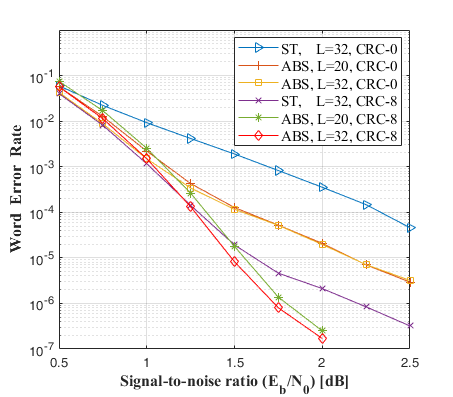 ST, L=32, CRC-0
ABS, L=20, CRC-0
ABS, L=32, CRC-0
ST, L=32, CRC-8
ABS, L=20, CRC-8
ABS, L=32, CRC-8
10^-1
10^-2
10^-3
10^-4
10^-5
10^-6
10^-7
Word Error Rate
0.5 1 1.5 2 2.5
Signal-to-noise ratio (E_b/N_0) [dB]